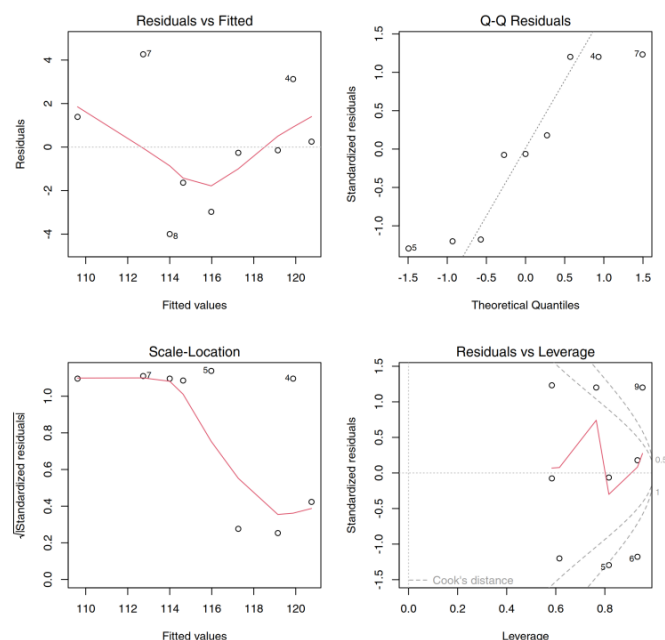 Residuals vs Fitted
Residuals
4
2
0
-2
-4
7
4
8
110 112 114 116 118 120
Fitted values
Q-Q Residuals
Standardized residuals
1.5
1.0
0.5
0.0
-1.0
4
7
5
-1.5 -1.0 -0.5 0.0 0.5 1.0 1.5
Theoretical Quantiles
Scale-Location
√|Standardized residuals|
1.0
0.8
0.6
0.4
0.2
0.0
7
5
4
110 112 114 116 118 120
Fitted values
Residuals vs Leverage
Standardized residuals
1.5
1.0
0.5
0.0
-0.5
-1.5
9
5
6
0.5
1
Cook's distance
0.0 0.2 0.4 0.6 0.8
Leverage